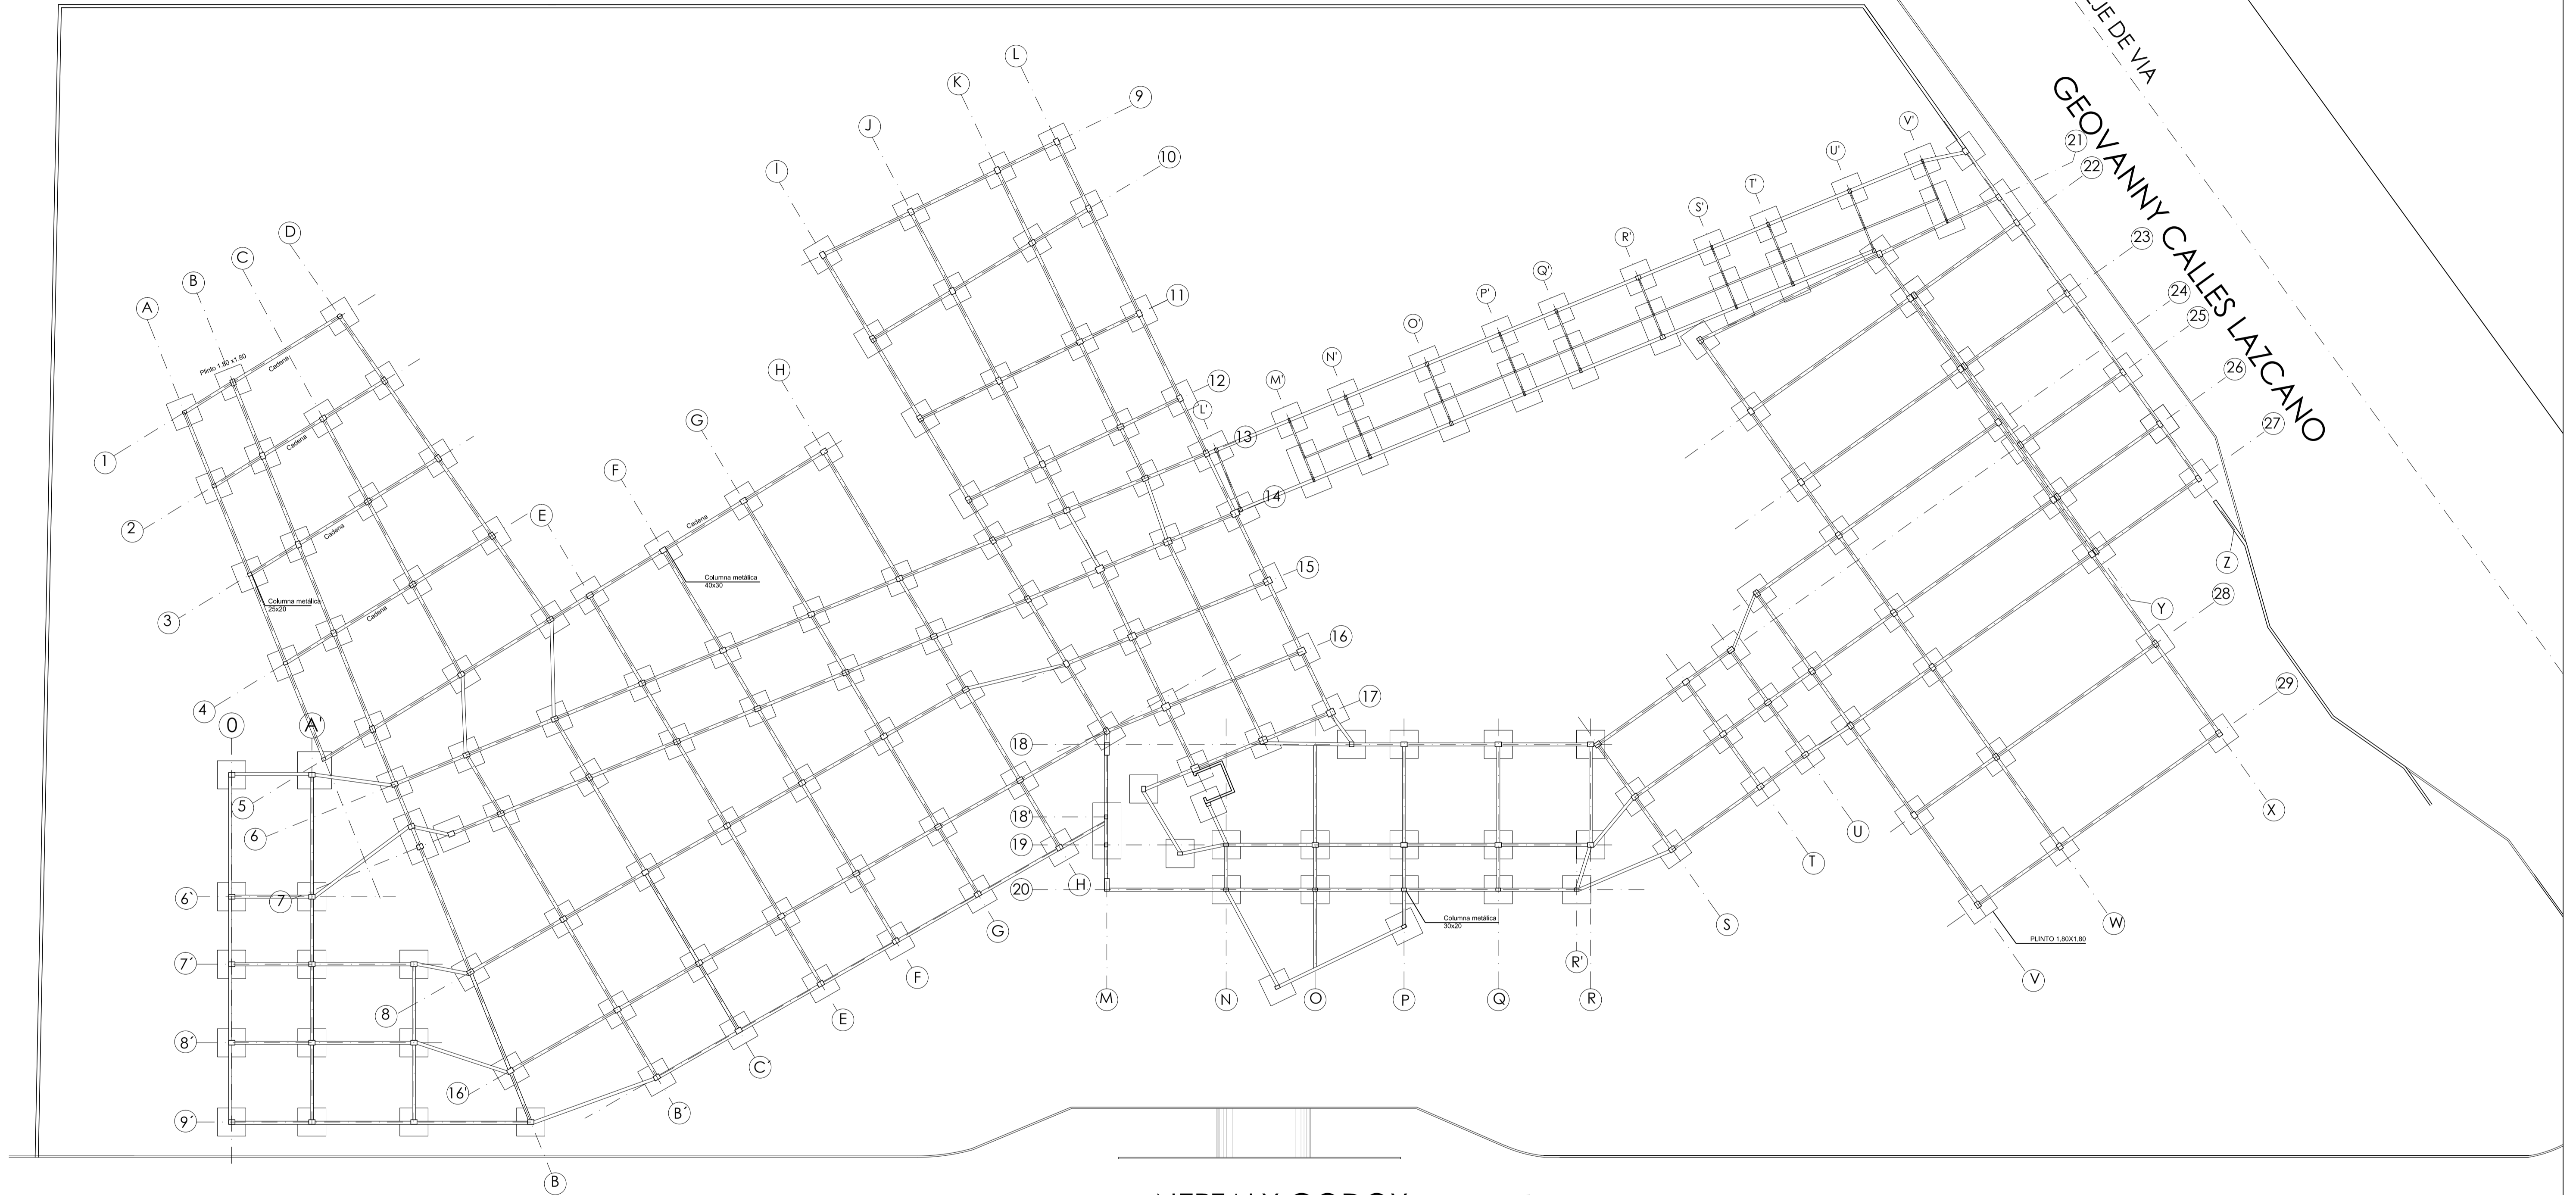 EJE DE VIA
GEOVANNY CALLES LAZCANO
L
K
9
J
V'
21
10
U'
22
I
T'
S'
D
R'
23
C
Q'
B
P'
24
11
A
O'
25
N'
Plinto 1.80 x1.80
Cadena
26
H
M'
12
L'
G
27
Cadena
13
1
F
14
Cadena
E
2
Cadena
Z
15
Columna metálica
40x30
28
Columna metálica
25x20
Y
Cadena
3
16
29
17
4
0
A'
18
5
X
18'
6
U
19
T
6`
7
H
20
Columna metálica
30x20
S
W
G
PLINTO 1,80X1,80
7´
R'
F
V
M
N
O
P
Q
R
8
E
8´
C´
16'
B´
9´
B